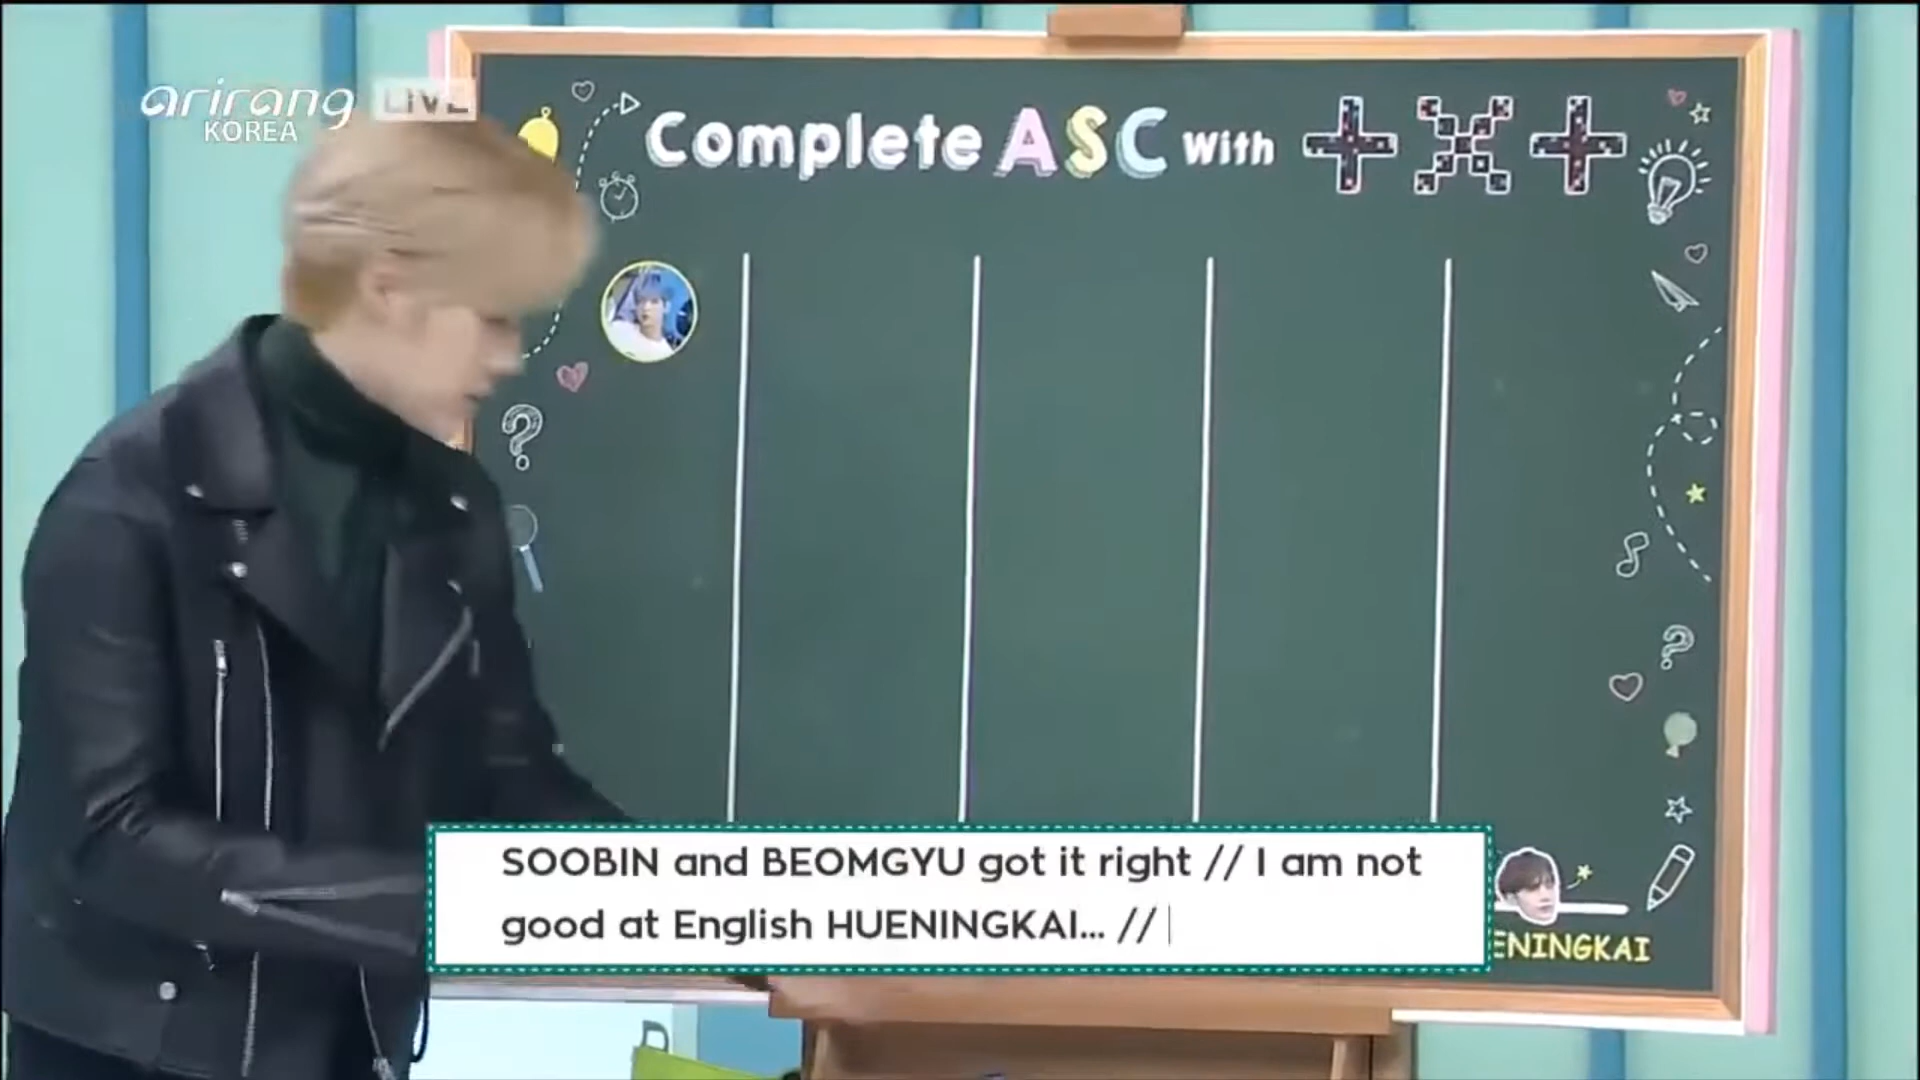 arirang LIVE
KOREA
Complete ASC With
SOOBIN and BEOMGYU got it right // I am not
good at English HUENINGKAI... //
ENINGKAI